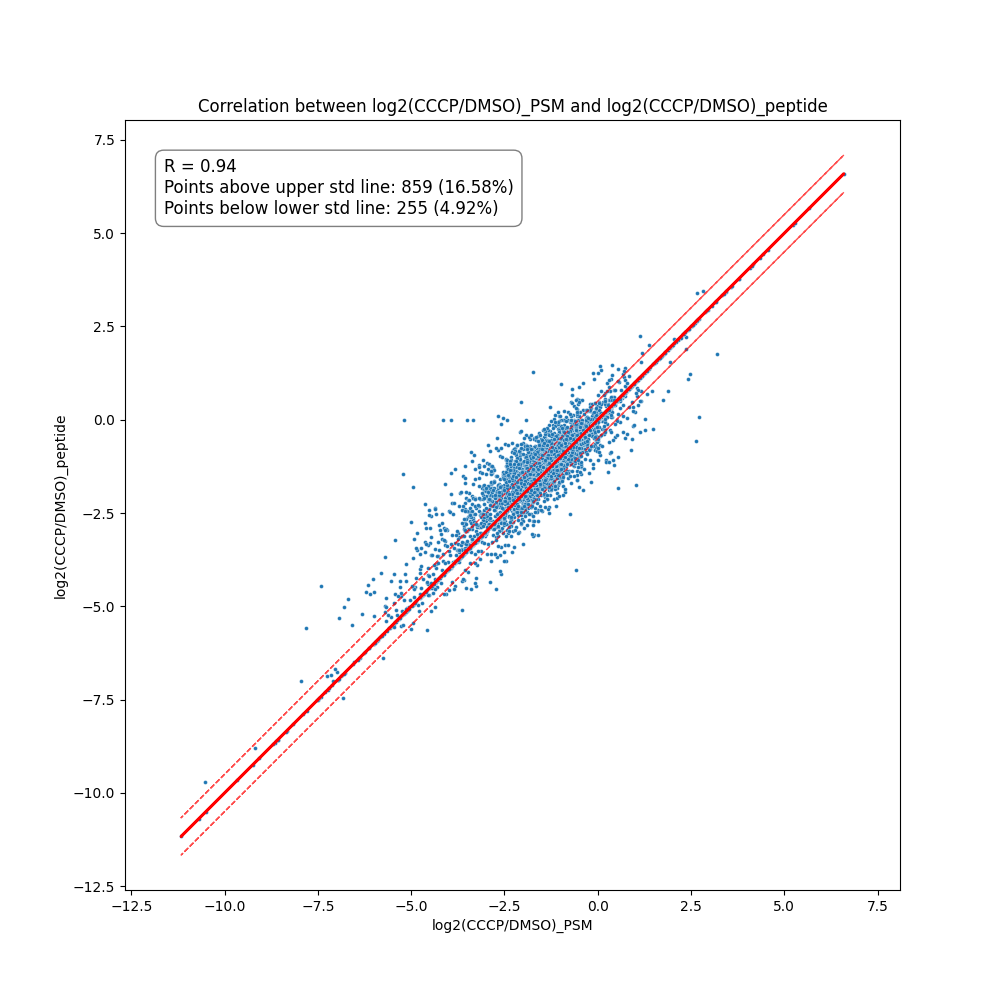 Correlation between log2(CCCP/DMSO)_PSM and log2(CCCP/DMSO)_peptide
7.5
R = 0.94
Points above upper std line: 859 (16.58%)
Points below lower std line: 255 (4.92%)
5.0
2.5
0.0
−2.5
−5.0
−7.5
−10.0
−12.5
log2(CCCP/DMSO)_peptide
−12.5 −10.0 −7.5 −5.0 −2.5 0.0 2.5 5.0 7.5
log2(CCCP/DMSO)_PSM